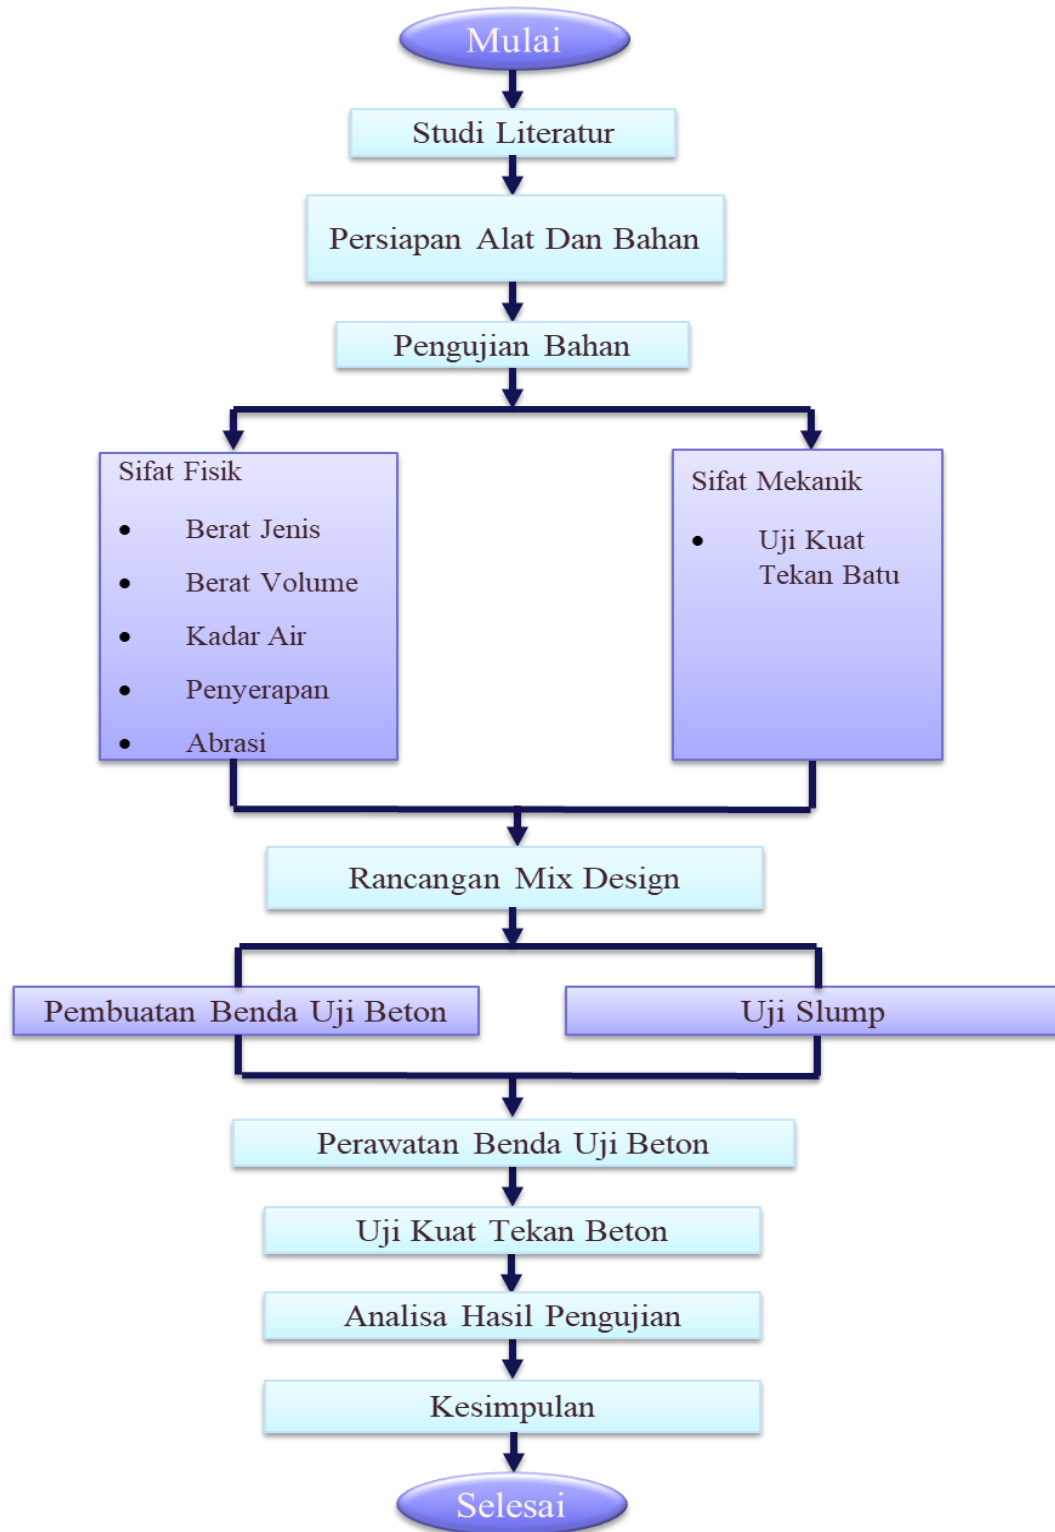 Mulai
Studi Literatur
Persiapan Alat Dan Bahan
Pengujian Bahan
Sifat Fisik
• Berat Jenis
• Berat Volume
• Kadar Air
• Penyerapan
• Abrasi
Sifat Mekanik
• Uji Kuat
Tekan Batu
Rancangan Mix Design
Pembuatan Benda Uji Beton
Uji Slump
Perawatan Benda Uji Beton
Uji Kuat Tekan Beton
Analisa Hasil Pengujian
Kesimpulan
Selesai